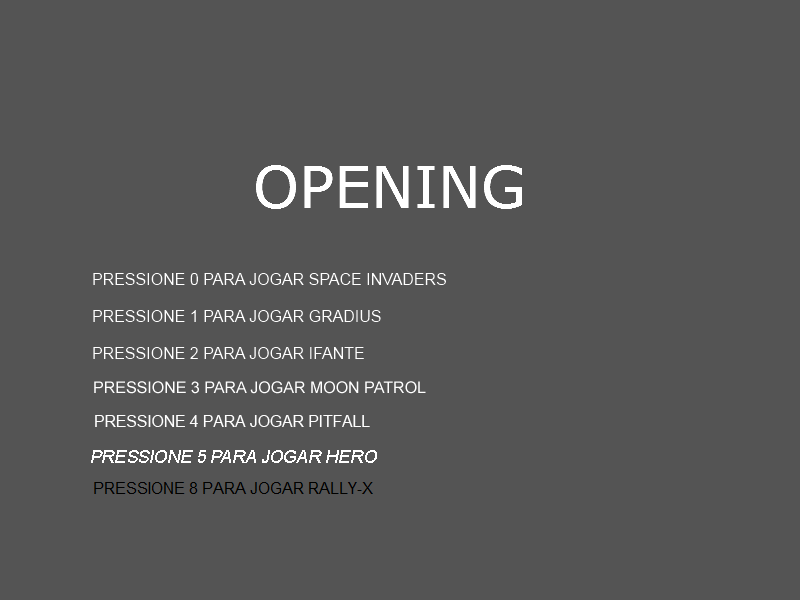 OPENING
PRESSIONE 0 PARA JOGAR SPACE INVADERS
PRESSIONE 1 PARA JOGAR GRADIUS
PRESSIONE 2 PARA JOGAR IFANTE
PRESSIONE 3 PARA JOGAR MOON PATROL
PRESSIONE 4 PARA JOGAR PITFALL
PRESSIONE 5 PARA JOGAR HERO
PRESSIONE 8 PARA JOGAR RALLY-X